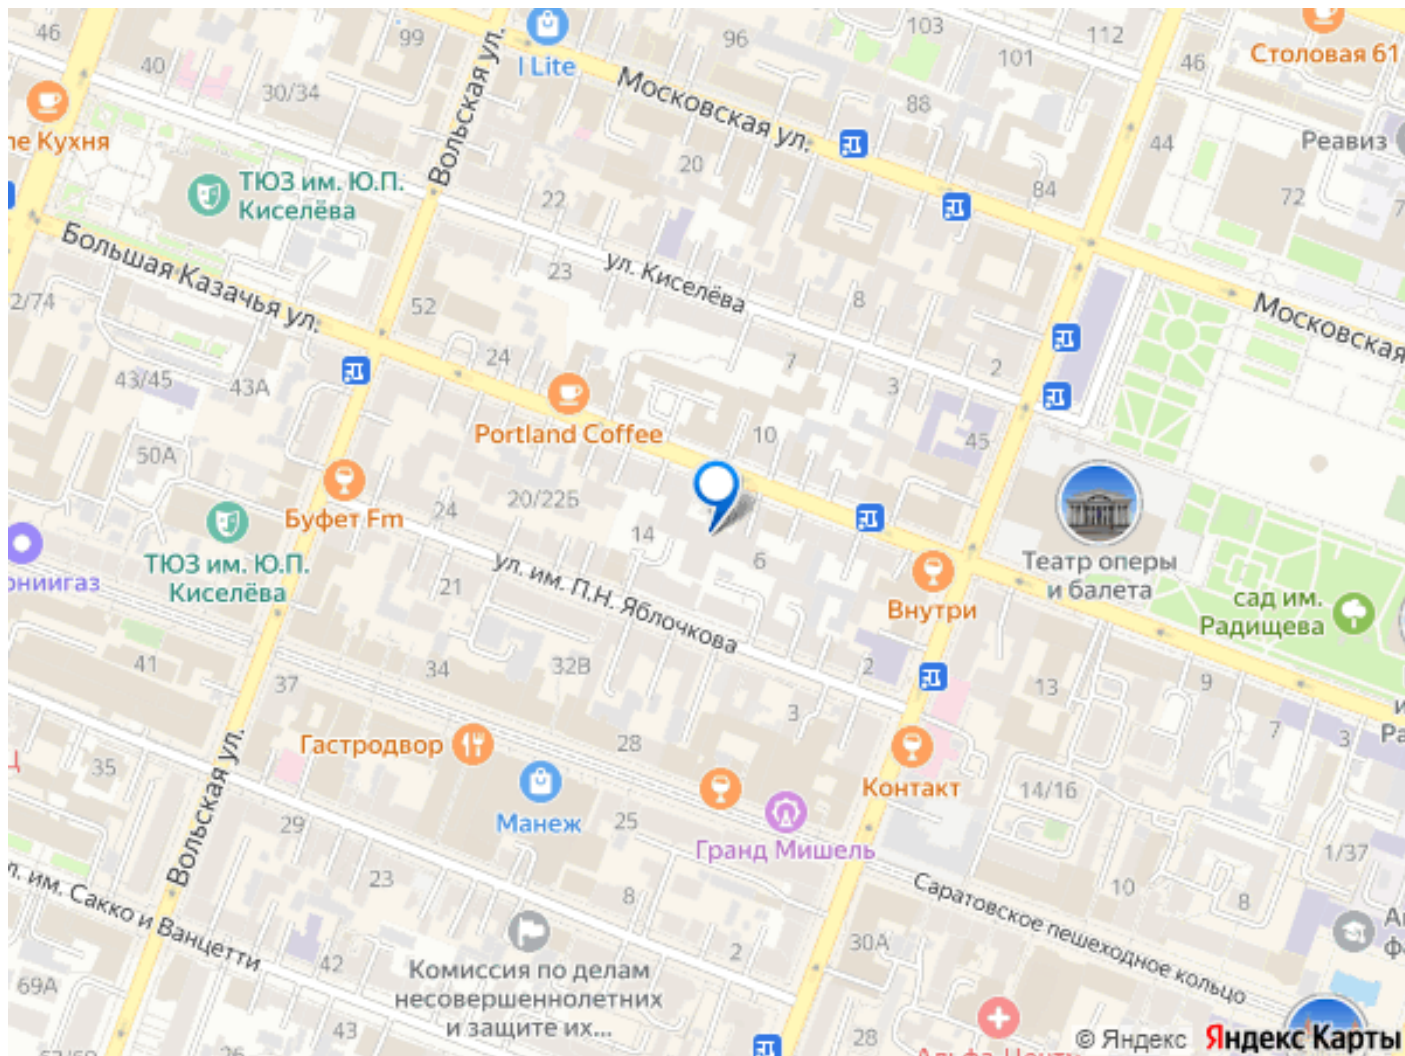 46
99
96
103
112
Столовая 61
40
I Lite
101
46
30/34
Московская ул.
88
Вольская ул.
44
Реавиз
пе Кухня
20
ТЮЗ им. Ю.П.
Киселёва
22
84
72
7
Большая Казачья ул.
23
ул. Киселёва
8
2/74
52
Московская
24
7
2
43/45
43А
3
Portland Coffee
10
45
50А
20/22Б
24
Буфет Fm
14
6
ТЮЗ им. Ю.П.
Киселёва
ониигаз
21
ул. им. П.Н. Яблочкова
Театр оперы
и балета
Внутри
сад им.
Радищева
41
37
34
32В
2
13
9
3
7
3
и
Ра
Гастродвор
28
Ц
35
Контакт
14/16
Вольская ул.
29
Манеж
25
Гранд Мишель
1/37
23
8
Саратовское пешеходное кольцо
10
8
л. им. Сакко и Ванцетти
42
2
30А
Комиссия по делам
несовершеннолетних
и защите их...
69А
43
28
26
© Яндекс Яндекс Карты